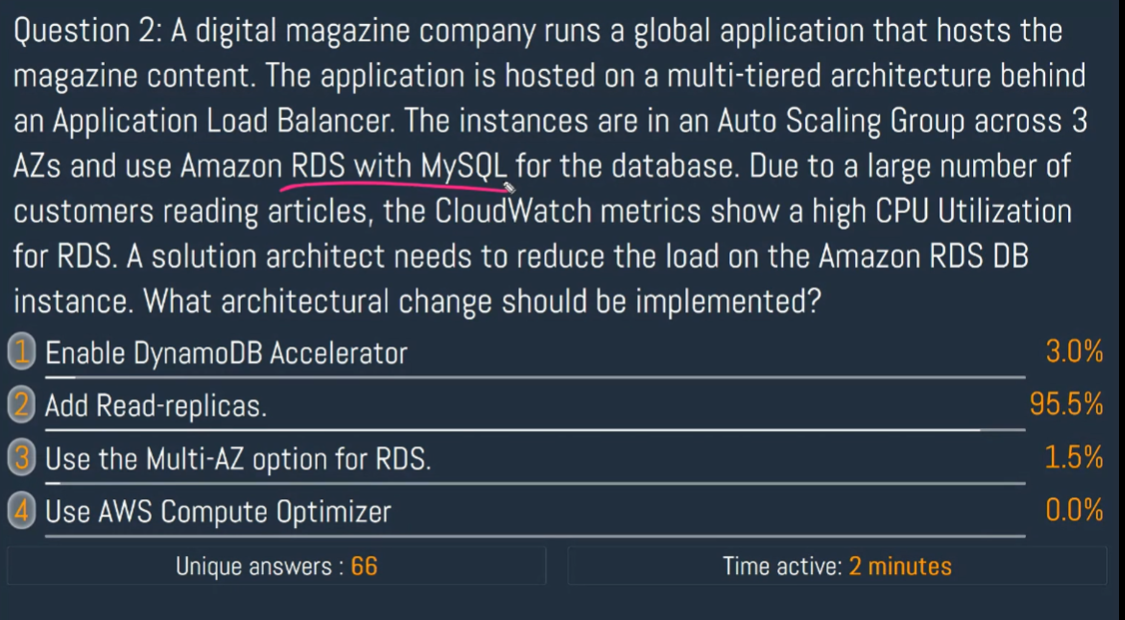 Question 2: A digital magazine company runs a global application that hosts the
magazine content. The application is hosted on a multi-tiered architecture behind
an Application Load Balancer. The instances are in an Auto Scaling Group across 3
AZs and use Amazon RDS with MySQL for the database. Due to a large number of
customers reading articles, the CloudWatch metrics show a high CPU Utilization
for RDS. A solution architect needs to reduce the load on the Amazon RDS DB
instance. What architectural change should be implemented?
1 Enable DynamoDB Accelerator 3.0%
2 Add Read-replicas. 95.5%
3 Use the Multi-AZ option for RDS. 1.5%
4 Use AWS Compute Optimizer 0.0%
Unique answers : 66 Time active: 2 minutes